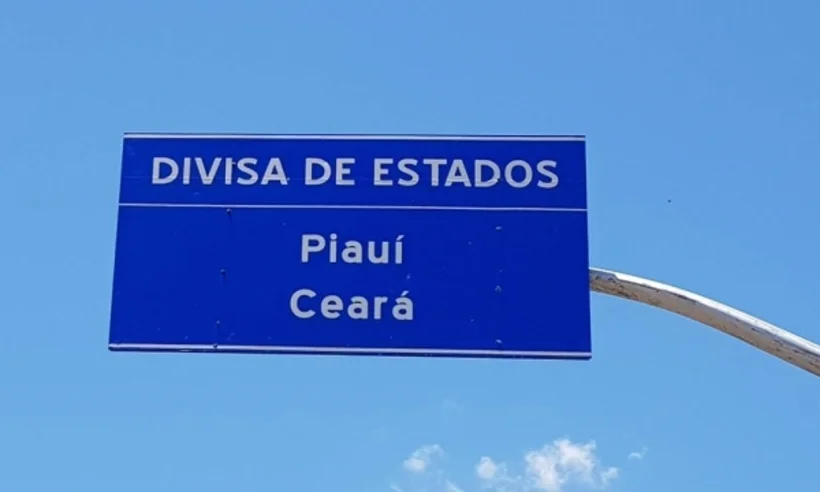 DIVISA DE ESTADOS
Piauí
Ceará